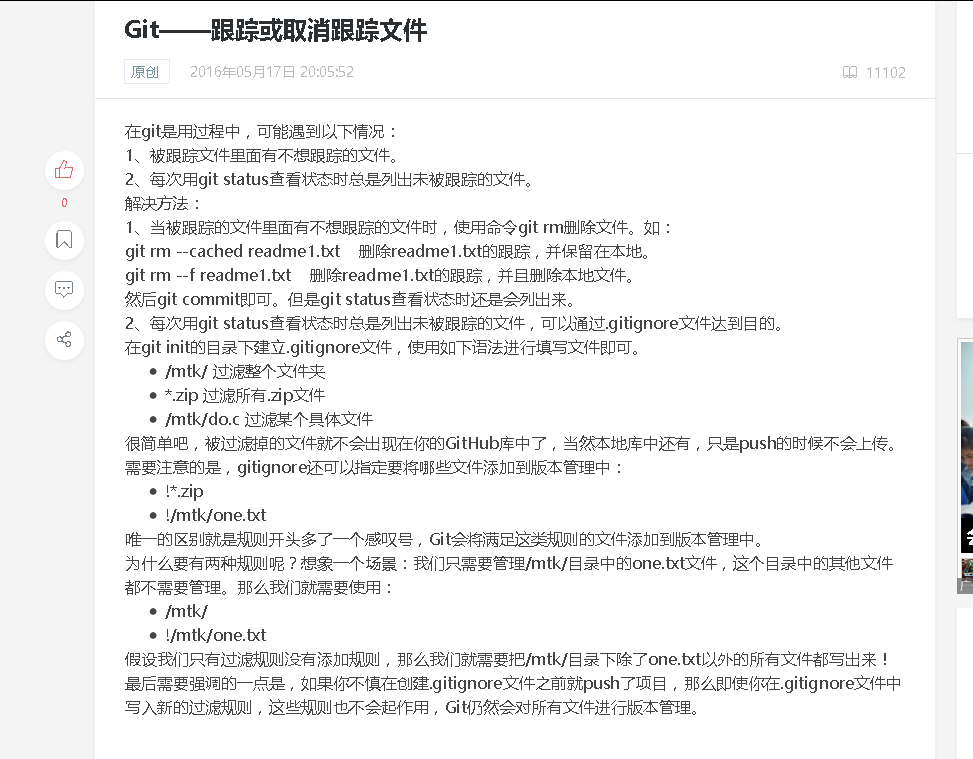 Git——跟踪或取消跟踪文件
原创 2016年05月17日 20:05:52 11102
在git是用过程中，可能遇到以下情况：
1、被跟踪文件里面有不想跟踪的文件。
2、每次用git status查看状态时总是列出未被跟踪的文件。
解决方法：
1、当被跟踪的文件里面有不想跟踪的文件时，使用命令git rm删除文件。如：
git rm --cached readme1.txt    删除readme1.txt的跟踪，并保留在本地。
git rm --f readme1.txt    删除readme1.txt的跟踪，并且删除本地文件。
然后git commit即可。但是git status查看状态时还是会列出来。
2、每次用git status查看状态时总是列出未被跟踪的文件，可以通过.gitignore文件达到目的。
在git init的目录下建立.gitignore文件，使用如下语法进行填写文件即可。
● /mtk/ 过滤整个文件夹
● *.zip 过滤所有.zip文件
● /mtk/do.c 过滤某个具体文件
很简单吧，被过滤掉的文件就不会出现在你的GitHub库中了，当然本地库中还有，只是push的时候不会上传。
需要注意的是，gitignore还可以指定要将哪些文件添加到版本管理中：
● !*.zip
● !/mtk/one.txt
唯一的区别就是规则开头多了一个感叹号，Git会将满足这类规则的文件添加到版本管理中。
为什么要有两种规则呢？想象一个场景：我们只需要管理/mtk/目录中的one.txt文件，这个目录中的其他文件
都不需要管理。那么我们就需要使用：
● /mtk/
● !/mtk/one.txt
假设我们只有过滤规则没有添加规则，那么我们就需要把/mtk/目录下除了one.txt以外的所有文件都写出来！
最后需要强调的一点是，如果你不慎在创建.gitignore文件之前就push了项目，那么即使你在.gitignore文件中
写入新的过滤规则，这些规则也不会起作用，Git仍然会对所有文件进行版本管理。
0